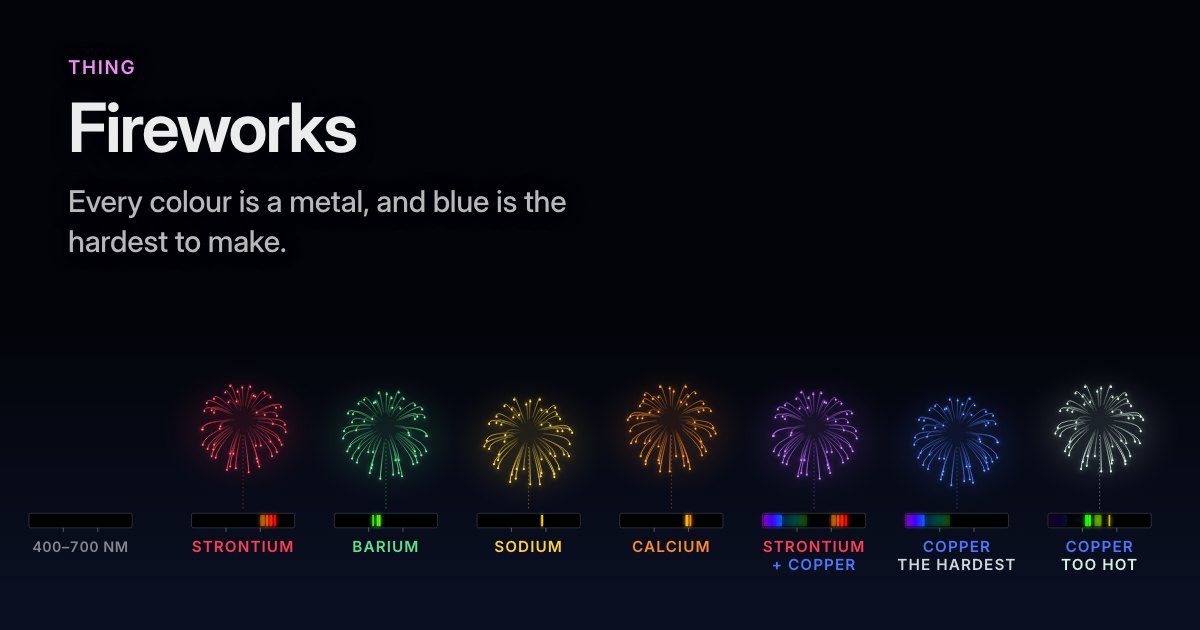 THING
Fireworks
Every colour is a metal, and blue is the
hardest to make.
400–700 NM
STRONTIUM
BARIUM
SODIUM
CALCIUM
STRONTIUM
+ COPPER
COPPER
THE HARDEST
COPPER
TOO HOT